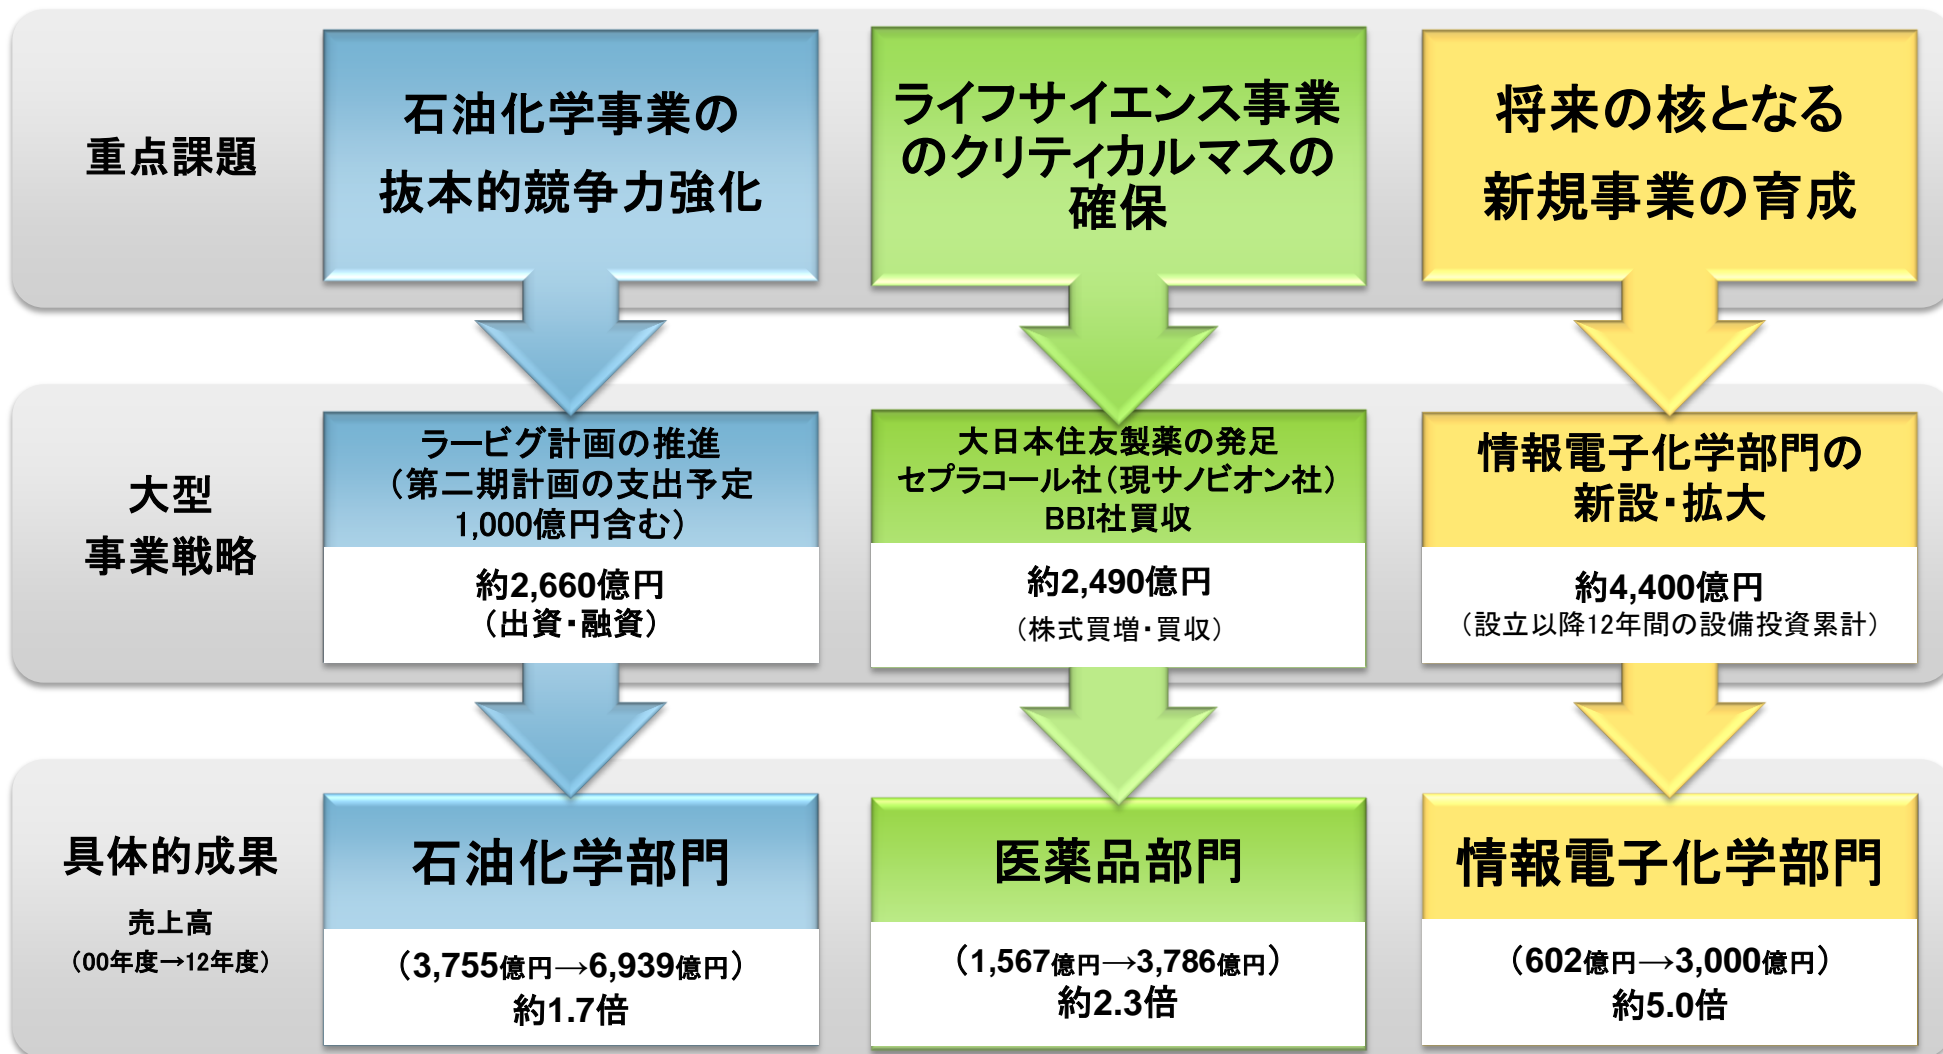 重点課題
石油化学事業の
抜本的競争力強化
ライフサイエンス事業
のクリティカルマスの
確保
将来の核となる
新規事業の育成
大型
事業戦略
ラービグ計画の推進
（第二期計画の支出予定
1,000億円含む）
約2,660億円
（出資・融資）
大日本住友製薬の発足
セプラコール社（現サノビオン社）
BBI社買収
約2,490億円
（株式買増・買収）
情報電子化学部門の
新設・拡大
約4,400億円
（設立以降12年間の設備投資累計）
具体的成果
売上高
（00年度→12年度）
石油化学部門
（3,755億円→6,939億円）
約1.7倍
医薬品部門
（1,567億円→3,786億円）
約2.3倍
情報電子化学部門
（602億円→3,000億円）
約5.0倍